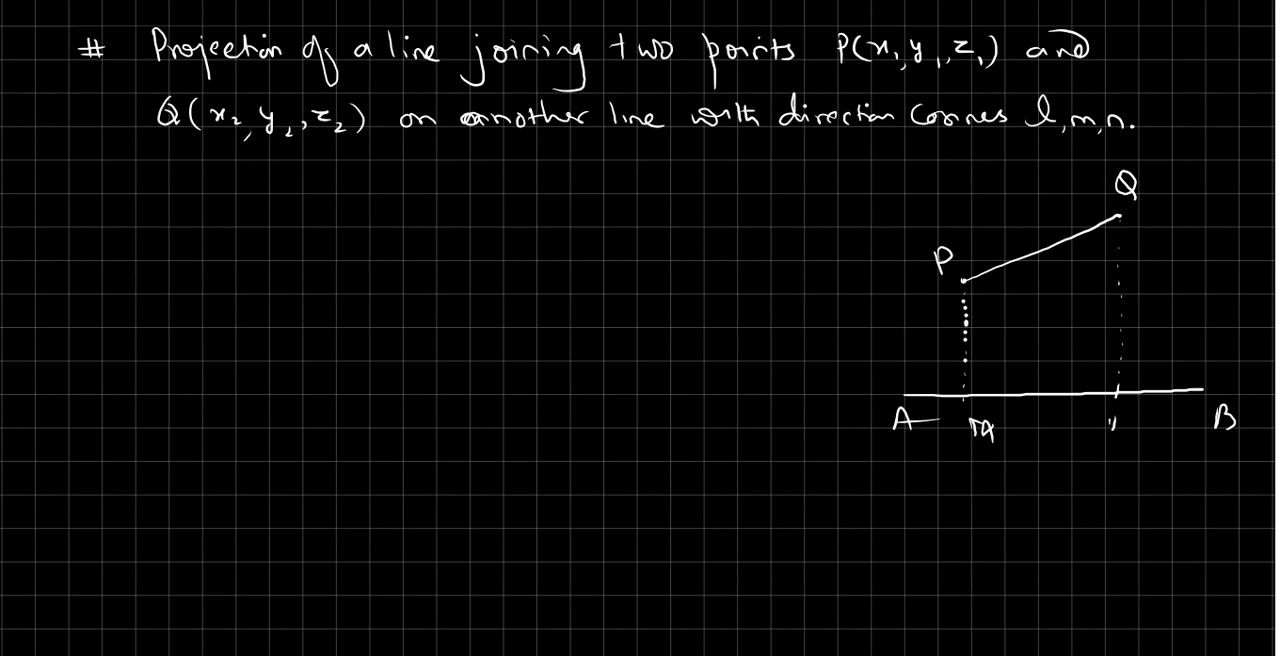 # Projection of a line joining two points P(x₁,y₁,z₁) and
Q(x₂,y₂,z₂) on another line with direction cosines l,m,n.
Q
P
A M B